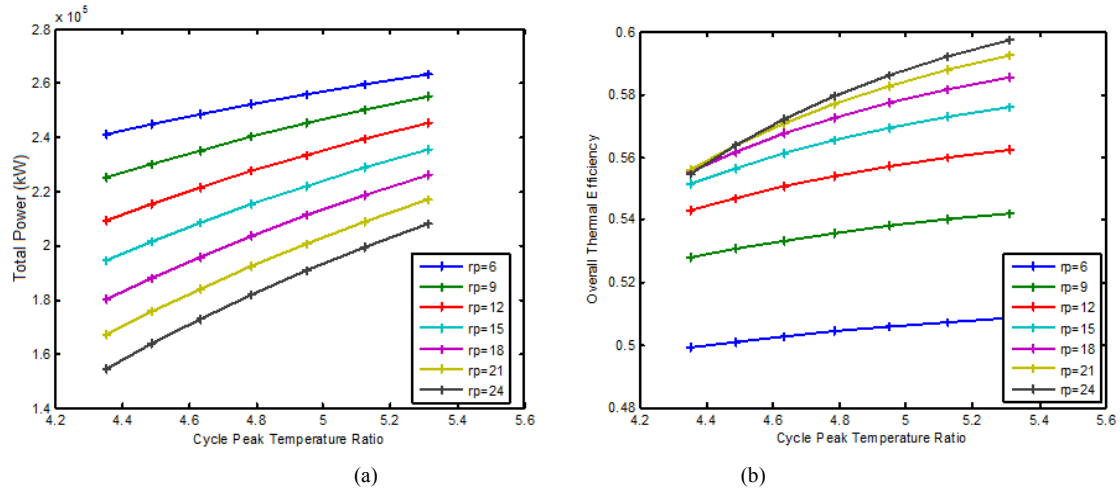 x 10^5
2.8
2.6
2.4
2.2
2
1.8
1.6
1.4
4.2
4.4
4.6
4.8
5
5.2
5.4
5.6
Total Power (kW)
Cycle Peak Temperature Ratio
rp=6
rp=9
rp=12
rp=15
rp=18
rp=21
rp=24
(a)
0.6
0.58
0.56
0.54
0.52
0.5
0.48
4.2
4.4
4.6
4.8
5
5.2
5.4
5.6
Overall Thermal Efficiency
Cycle Peak Temperature Ratio
rp=6
rp=9
rp=12
rp=15
rp=18
rp=21
rp=24
(b)